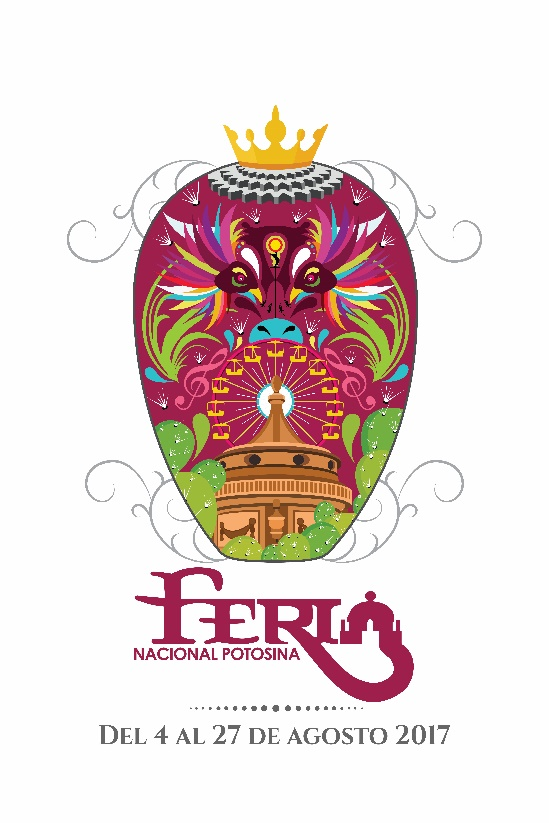 FERIA
NACIONAL POTOSINA
DEL 4 AL 27 DE AGOSTO 2017